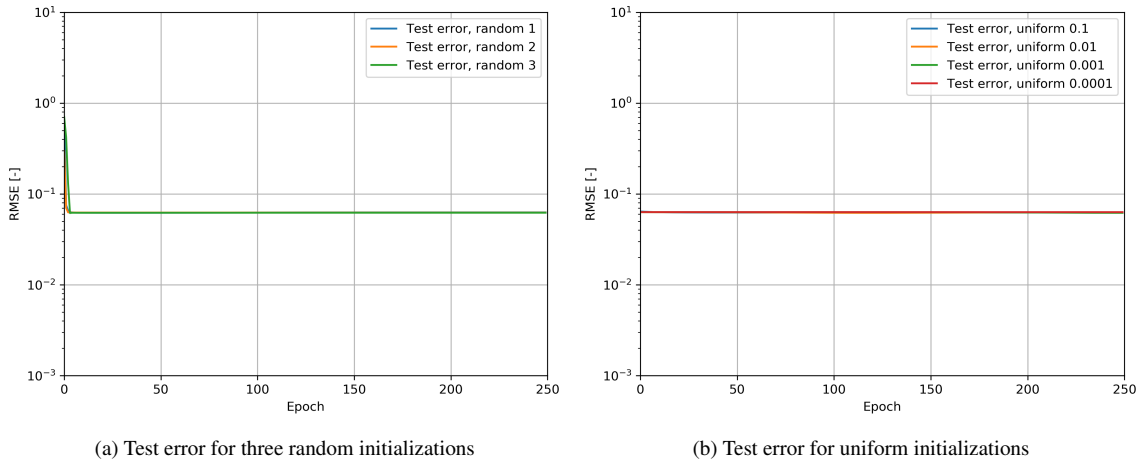 10^1
10^0
10^-1
10^-2
10^-3
RMSE [-]
0 50 100 150 200 250
Epoch
Test error, random 1
Test error, random 2
Test error, random 3
(a) Test error for three random initializations
10^1
10^0
10^-1
10^-2
10^-3
RMSE [-]
0 50 100 150 200 250
Epoch
Test error, uniform 0.1
Test error, uniform 0.01
Test error, uniform 0.001
Test error, uniform 0.0001
(b) Test error for uniform initializations